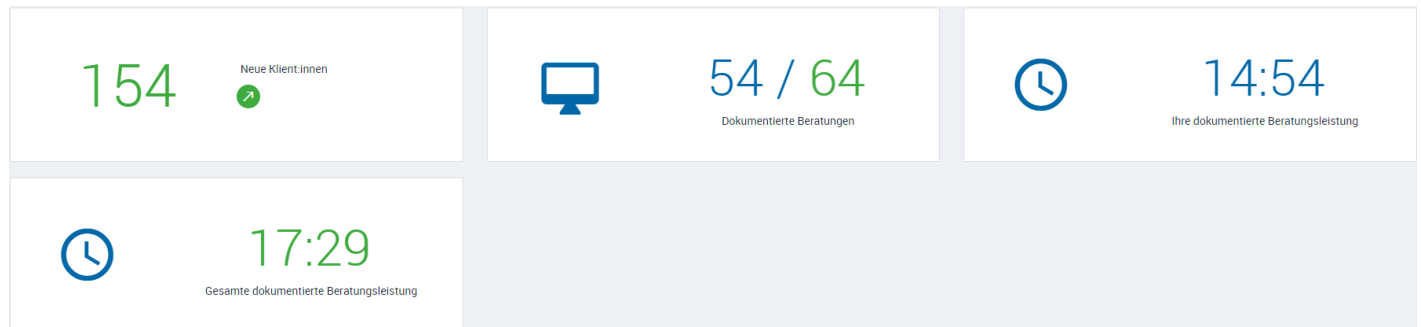 154
Neue Klient:innen
54 / 64
Dokumentierte Beratungen
14:54
Ihre dokumentierte Beratungsleistung
17:29
Gesamte dokumentierte Beratungsleistung